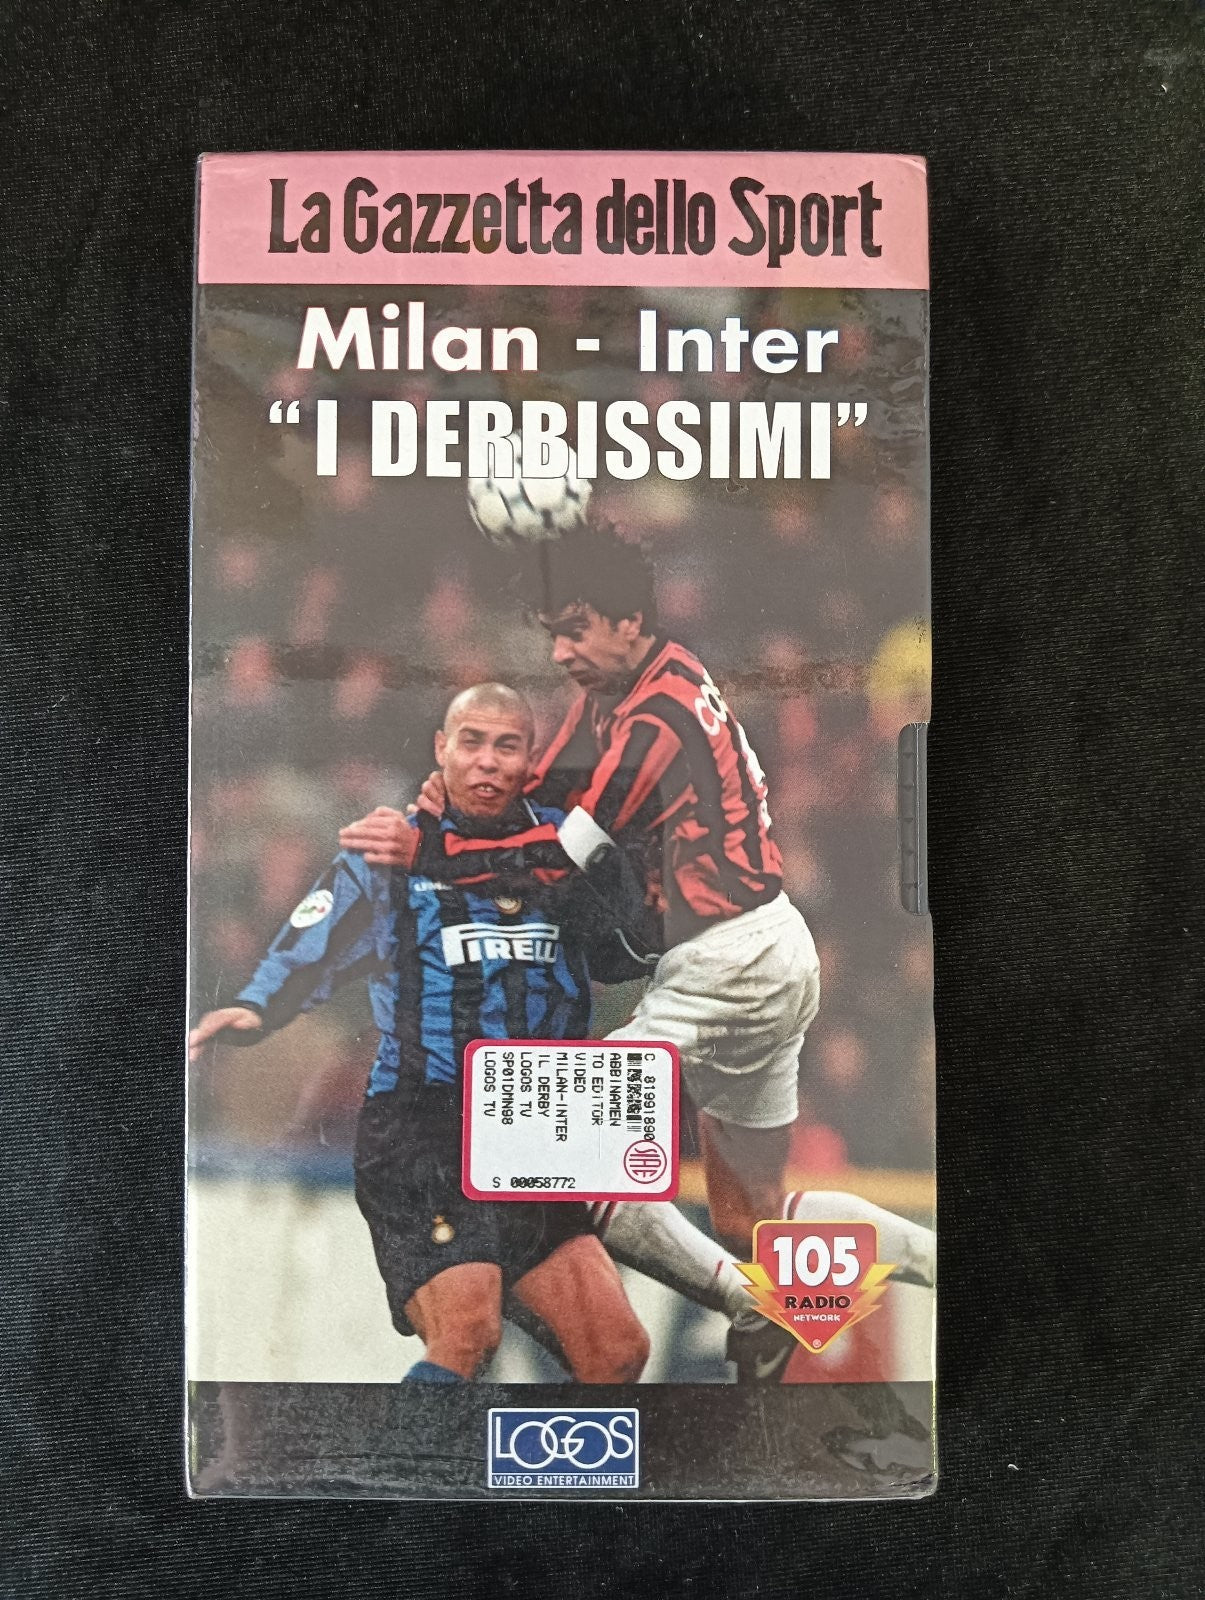 La Gazzetta dello Sport
Milan - Inter
“I DERBISSIMI”
PIRELLI
C 81991890
ABBINAMEN
TO EDITOR
VIDEO
MILAN-INTER
IL DERBY
LOGOS TV
SP01DMN98
LOGOS TV
S 00058772
SIAE
105
RADIO
NETWORK
®
LOGOS
VIDEO ENTERTAINMENT